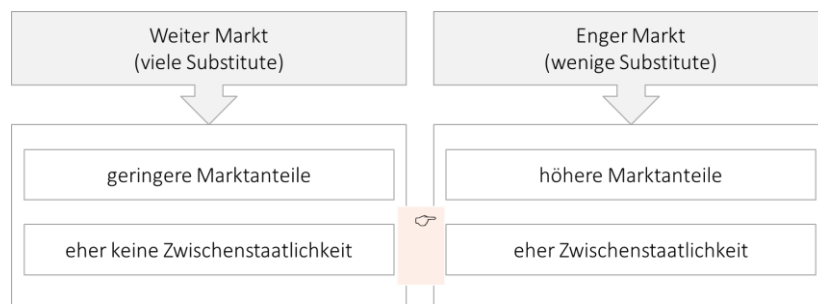 Weiter Markt
(viele Substitute)
Enger Markt
(wenige Substitute)
geringere Marktanteile
höhere Marktanteile
☞
eher keine Zwischenstaatlichkeit
eher Zwischenstaatlichkeit